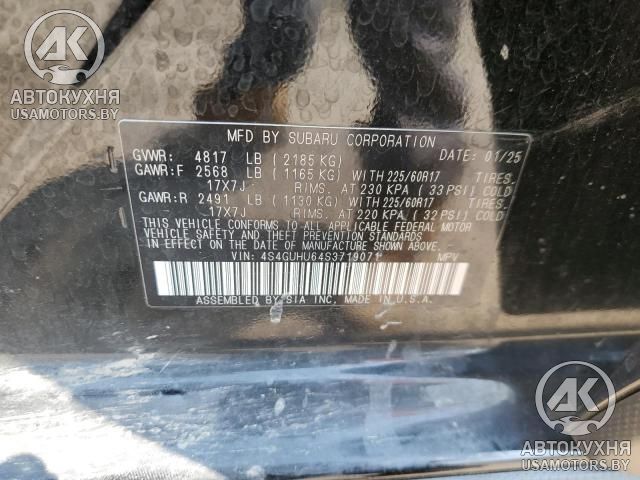 AK
АВТОКУХНЯ
USAMOTORS.BY
MFD BY SUBARU CORPORATION
GVWR: 4817 LB ( 2185 KG) DATE: 01/25
GAWR:F 2568 LB ( 1165 KG) WITH 225/60R17 TIRES.
17X7J RIMS. AT 230 KPA ( 33 PSI) COLD
GAWR:R 2491 LB ( 1130 KG) WITH 225/60R17 TIRES.
17X7J RIMS. AT 220 KPA ( 32 PSI) COLD
THIS VEHICLE CONFORMS TO ALL APPLICABLE FEDERAL MOTOR
VEHICLE SAFETY AND THEFT PREVENTION STANDARDS
IN EFFECT ON THE DATE OF MANUFACTURE SHOWN ABOVE.
VIN: 4S4GUHU64S3719071 MPV
ASSEMBLED BY SIA INC. MADE IN U.S.A.
AK
АВТОКУХНЯ
USAMOTORS.BY